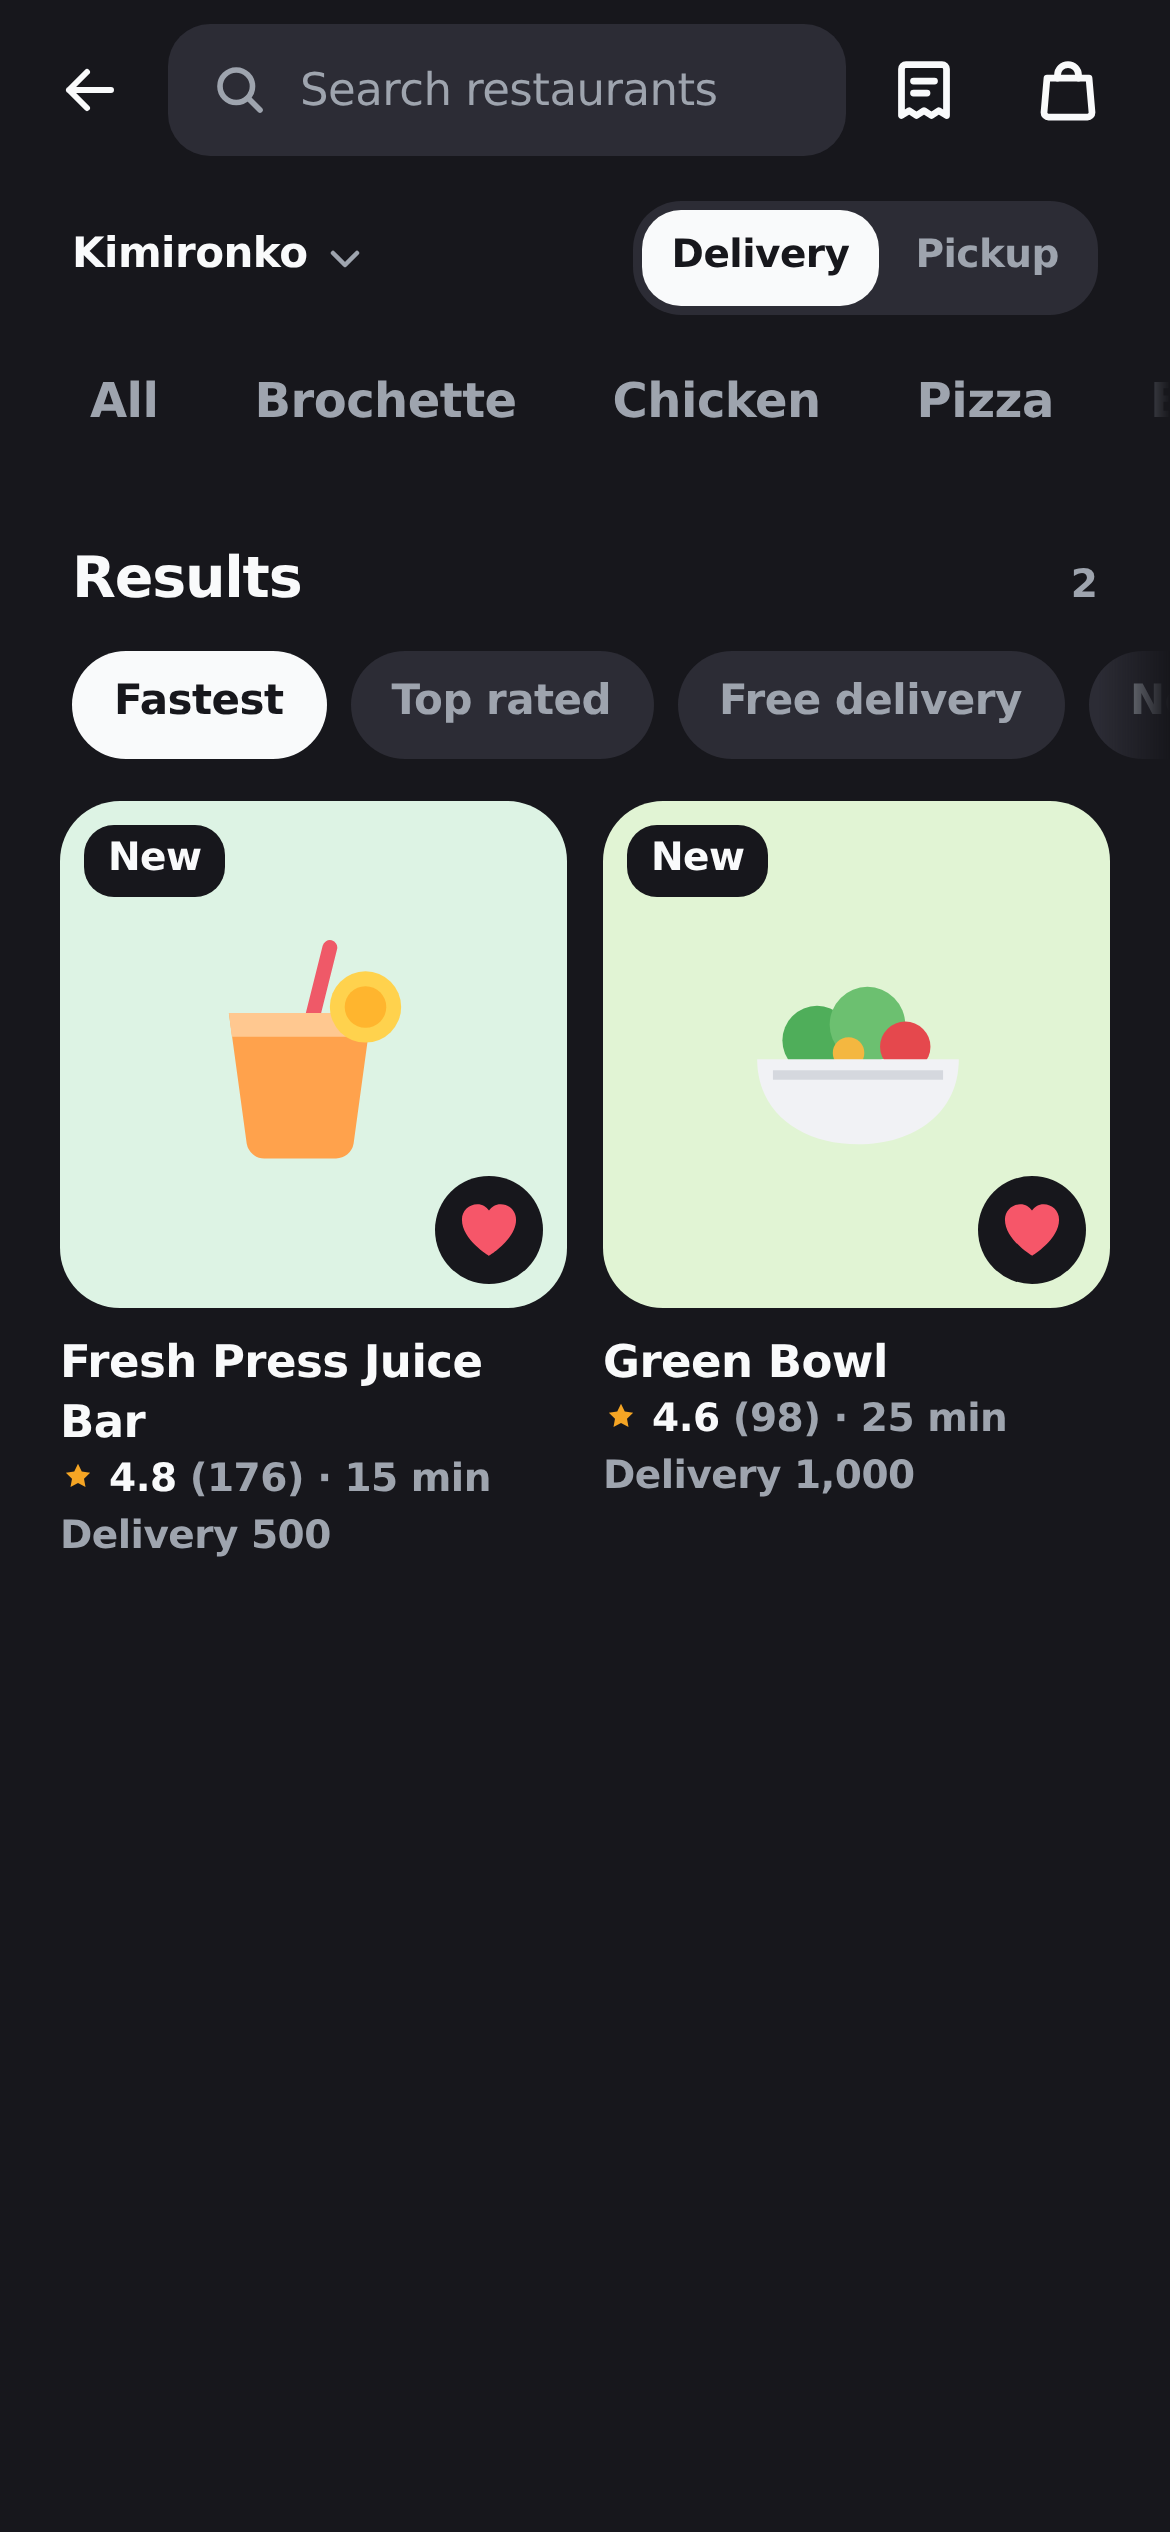 Search restaurants
Kimironko
Delivery Pickup
All Brochette Chicken Pizza
Results 2
Fastest Top rated Free delivery
New
New
Fresh Press Juice
Bar
4.8 (176) · 15 min
Delivery 500
Green Bowl
4.6 (98) · 25 min
Delivery 1,000